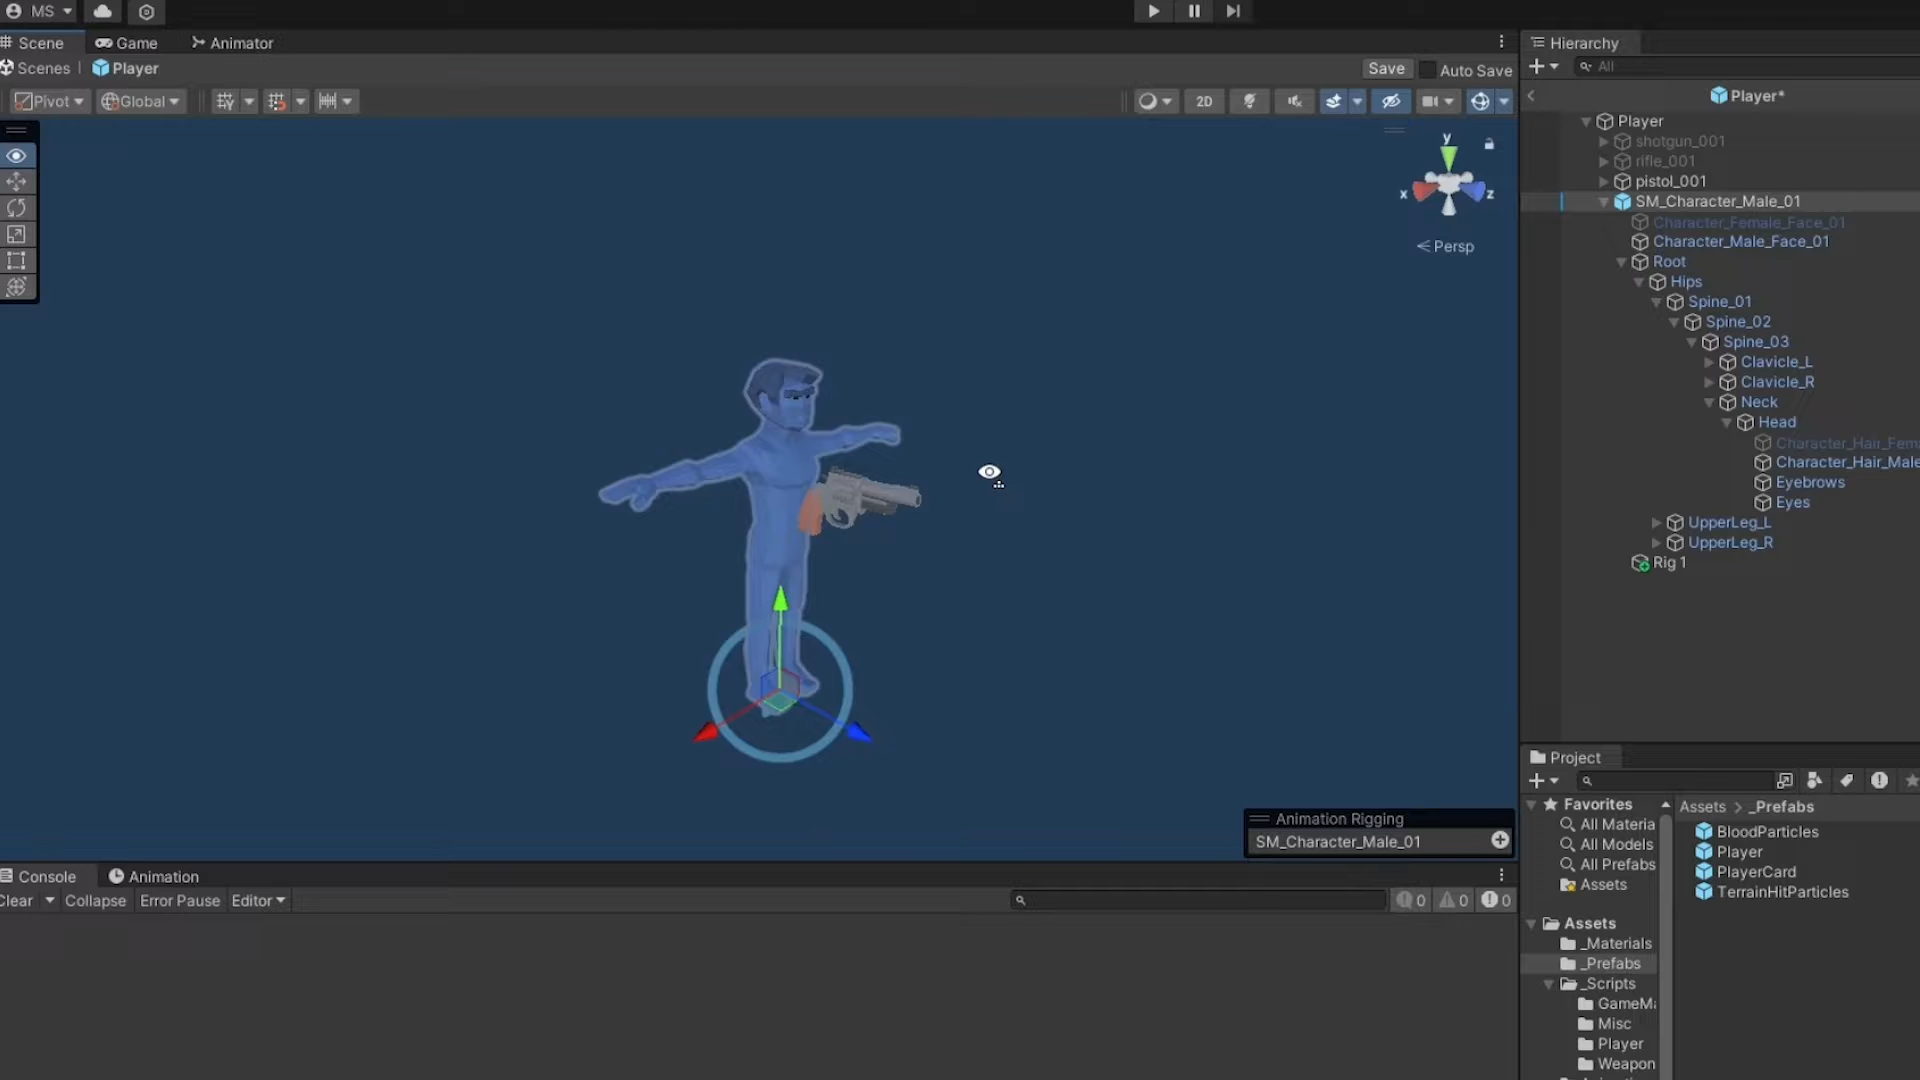 MS
Scene
Game
Animator
Scenes
Player
Save
Auto Save
Pivot
Global
2D
y
x
z
Persp
Animation Rigging
SM_Character_Male_01
Console
Animation
Clear
Collapse
Error Pause
Editor
0
0
0
Hierarchy
All
Player*
Player
shotgun_001
rifle_001
pistol_001
SM_Character_Male_01
Character_Female_Face_01
Character_Male_Face_01
Root
Hips
Spine_01
Spine_02
Spine_03
Clavicle_L
Clavicle_R
Neck
Head
Character_Hair_Fema
Character_Hair_Male
Eyebrows
Eyes
UpperLeg_L
UpperLeg_R
Rig 1
Project
Favorites
All Materia
All Models
All Prefabs
Assets
Assets
_Materials
_Prefabs
_Scripts
GameMa
Misc
Player
Weapon
Assets > _Prefabs
BloodParticles
Player
PlayerCard
TerrainHitParticles